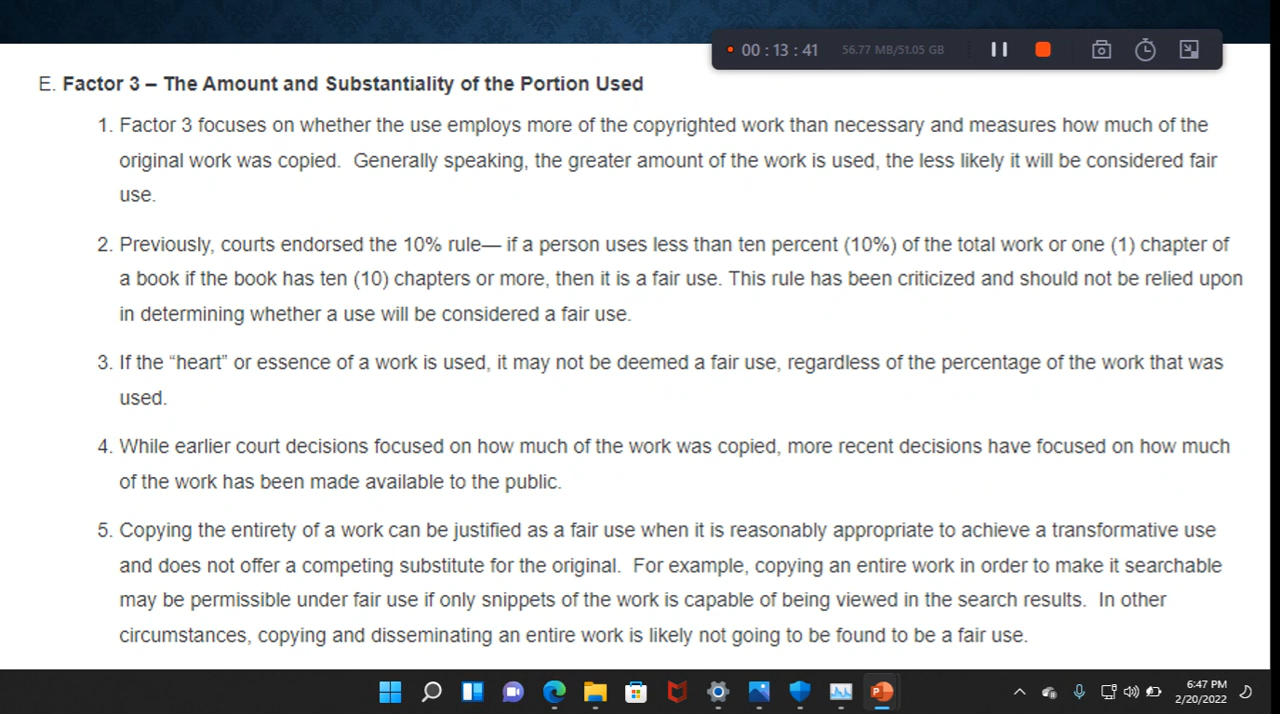 00 : 13 : 41 56.77 MB/51.05 GB
E. Factor 3 – The Amount and Substantiality of the Portion Used
1. Factor 3 focuses on whether the use employs more of the copyrighted work than necessary and measures how much of the
original work was copied.  Generally speaking, the greater amount of the work is used, the less likely it will be considered fair
use.
2. Previously, courts endorsed the 10% rule— if a person uses less than ten percent (10%) of the total work or one (1) chapter of
a book if the book has ten (10) chapters or more, then it is a fair use. This rule has been criticized and should not be relied upon
in determining whether a use will be considered a fair use.
3. If the “heart” or essence of a work is used, it may not be deemed a fair use, regardless of the percentage of the work that was
used.
4. While earlier court decisions focused on how much of the work was copied, more recent decisions have focused on how much
of the work has been made available to the public.
5. Copying the entirety of a work can be justified as a fair use when it is reasonably appropriate to achieve a transformative use
and does not offer a competing substitute for the original.  For example, copying an entire work in order to make it searchable
may be permissible under fair use if only snippets of the work is capable of being viewed in the search results.  In other
circumstances, copying and disseminating an entire work is likely not going to be found to be a fair use.
6:47 PM
2/20/2022